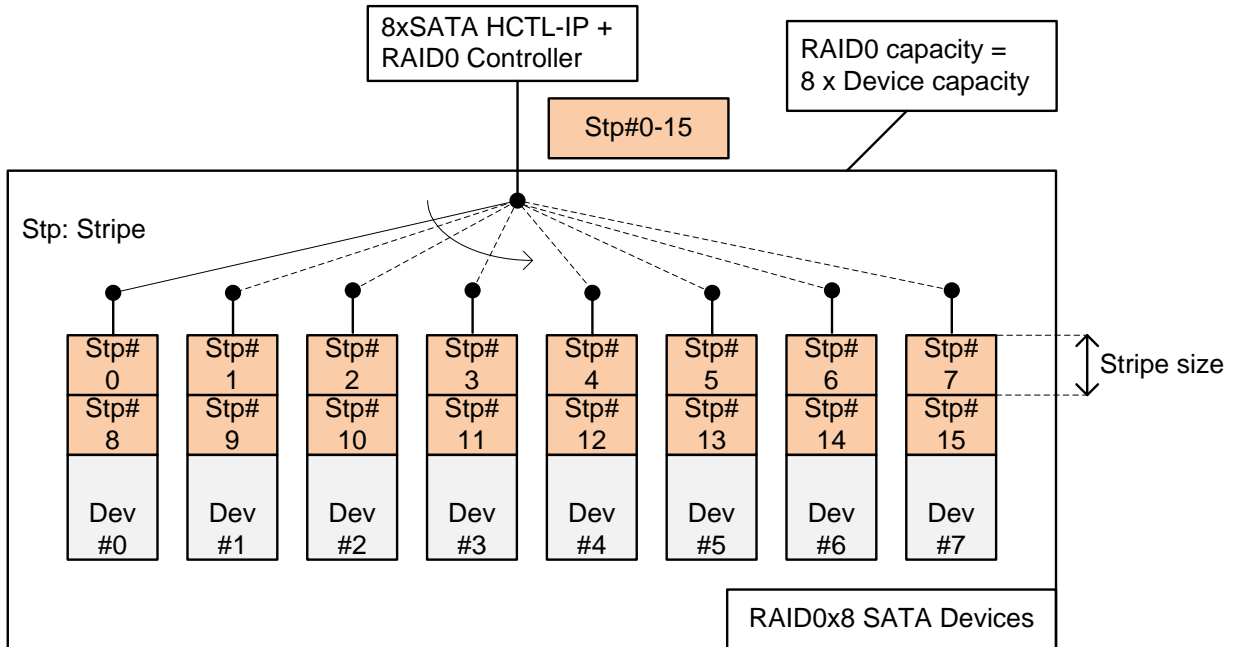 8xSATA HCTL-IP +
RAID0 Controller
RAID0 capacity =
8 x Device capacity
Stp#0-15
Stp: Stripe
Stp# Stp# Stp# Stp# Stp# Stp# Stp# Stp#
0 1 2 3 4 5 6 7
Stripe size
Stp# Stp# Stp# Stp# Stp# Stp# Stp# Stp#
8 9 10 11 12 13 14 15
Dev Dev Dev Dev Dev Dev Dev Dev
#0 #1 #2 #3 #4 #5 #6 #7
RAID0x8 SATA Devices